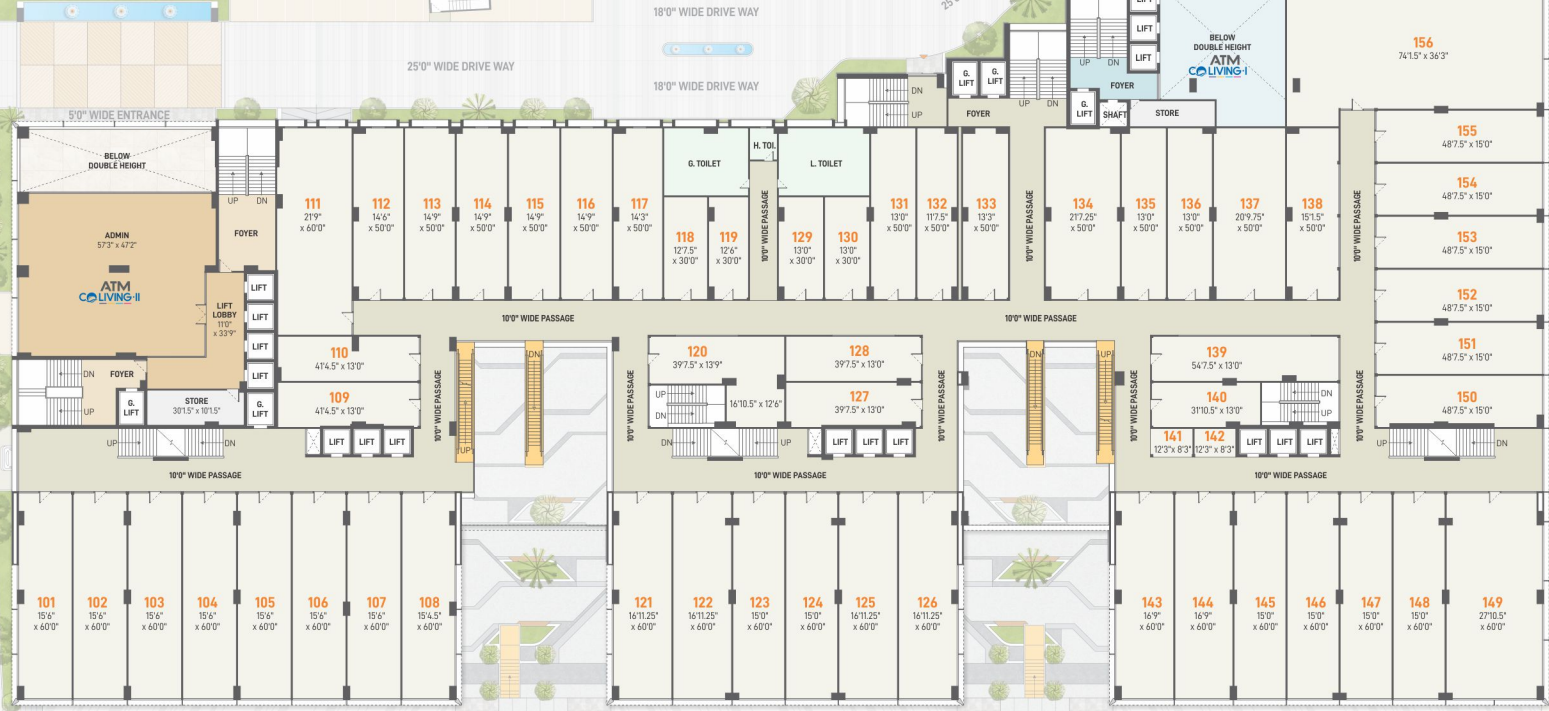 18'0" WIDE DRIVE WAY
25'0" WIDE DRIVE WAY
18'0" WIDE DRIVE WAY
5'0" WIDE ENTRANCE
BELOW
DOUBLE HEIGHT
ADMIN
57'3" x 47'2"
ATM
COLIVING-II
UP DN
FOYER
LIFT
LIFT
LIFT
LIFT
LIFT
LOBBY
11'0"
x 33'9"
DN
FOYER
UP
G.
LIFT
STORE
30'1.5" x 10'1.5"
G.
LIFT
UP
DN
10'0" WIDE PASSAGE
111
21'9"
x 60'0"
112
14'6"
x 50'0"
113
14'9"
x 50'0"
114
14'9"
x 50'0"
115
14'9"
x 50'0"
116
14'9"
x 50'0"
117
14'3"
x 50'0"
G. TOILET
H. TOI.
L. TOILET
118
12'7.5"
x 30'0"
119
12'6"
x 30'0"
10'0" WIDE PASSAGE
129
13'0"
x 30'0"
130
13'0"
x 30'0"
131
13'0"
x 50'0"
132
11'7.5"
x 50'0"
133
13'3"
x 50'0"
DN
UP
G.
LIFT
G.
LIFT
FOYER
UP DN
10'0" WIDE PASSAGE
LIFT
LIFT
LIFT
UP DN
FOYER
G.
LIFT
SHAFT
STORE
BELOW
DOUBLE HEIGHT
ATM
COLIVING-I
156
74'1.5" x 36'3"
134
21'7.25"
x 50'0"
135
13'0"
x 50'0"
136
13'0"
x 50'0"
137
20'9.75"
x 50'0"
138
15'1.5"
x 50'0"
10'0" WIDE PASSAGE
155
48'7.5" x 15'0"
154
48'7.5" x 15'0"
153
48'7.5" x 15'0"
152
48'7.5" x 15'0"
151
48'7.5" x 15'0"
150
48'7.5" x 15'0"
10'0" WIDE PASSAGE
10'0" WIDE PASSAGE
110
41'4.5" x 13'0"
109
41'4.5" x 13'0"
LIFT
LIFT
LIFT
10'0" WIDE PASSAGE
UP
DN
10'0" WIDE PASSAGE
120
39'7.5" x 13'9"
16'10.5" x 12'6"
UP
DN
128
39'7.5" x 13'0"
127
39'7.5" x 13'0"
DN
UP
LIFT
LIFT
LIFT
10'0" WIDE PASSAGE
10'0" WIDE PASSAGE
DN
UP
10'0" WIDE PASSAGE
139
54'7.5" x 13'0"
140
31'10.5" x 13'0"
DN
UP
141
12'3" x 8'3"
142
12'3" x 8'3"
LIFT
LIFT
LIFT
10'0" WIDE PASSAGE
UP
DN
10'0" WIDE PASSAGE
101
15'6"
x 60'0"
102
15'6"
x 60'0"
103
15'6"
x 60'0"
104
15'6"
x 60'0"
105
15'6"
x 60'0"
106
15'6"
x 60'0"
107
15'6"
x 60'0"
108
15'4.5"
x 60'0"
121
16'11.25"
x 60'0"
122
16'11.25"
x 60'0"
123
15'0"
x 60'0"
124
15'0"
x 60'0"
125
16'11.25"
x 60'0"
126
16'11.25"
x 60'0"
143
16'9"
x 60'0"
144
16'9"
x 60'0"
145
15'0"
x 60'0"
146
15'0"
x 60'0"
147
15'0"
x 60'0"
148
15'0"
x 60'0"
149
27'10.5"
x 60'0"